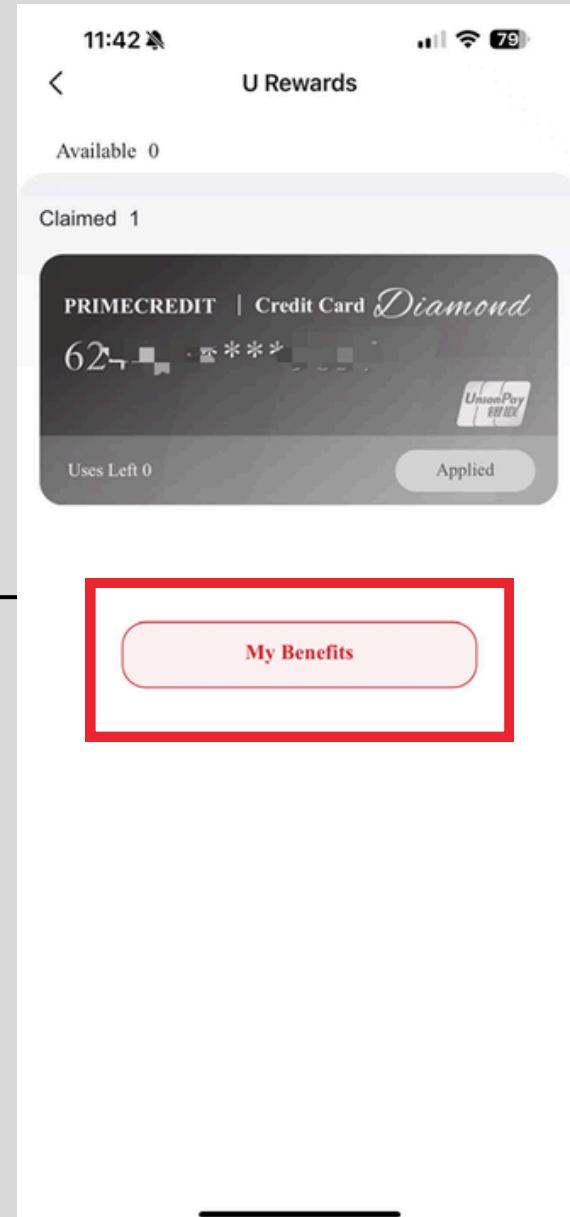 11:42
79
U Rewards
Available 0
Claimed 1
PRIMECREDIT | Credit Card Diamond
62
***
UnionPay
银联
Uses Left 0
Applied
My Benefits